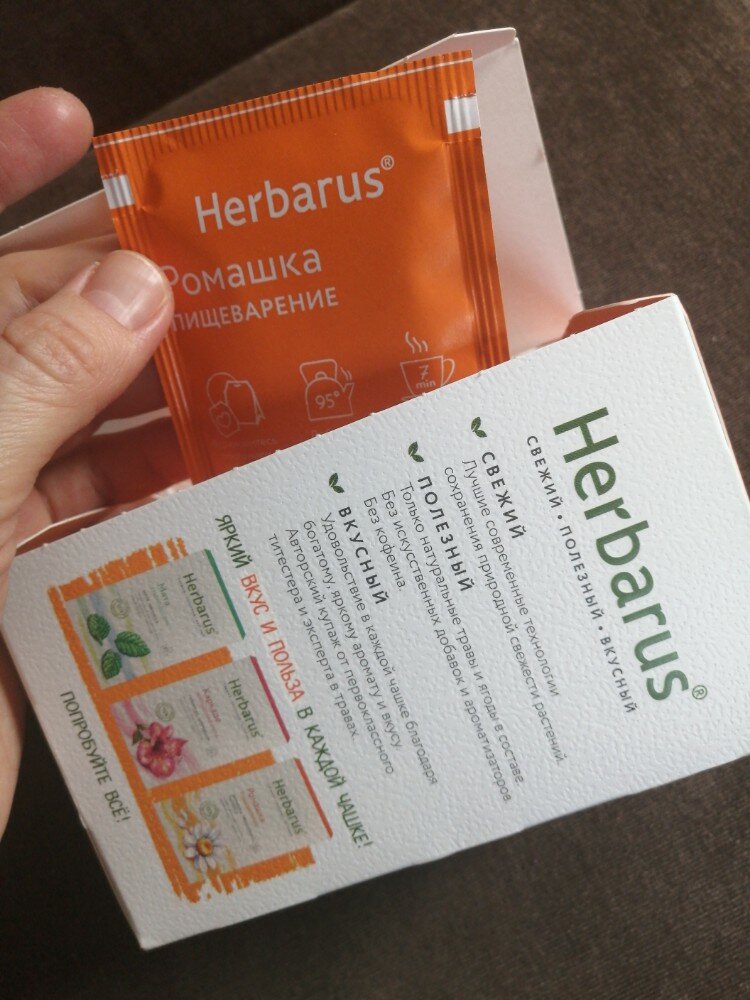 Herbarus®
Ромашка
ПИЩЕВАРЕНИЕ
95°
7
min
Herbarus®
СВЕЖИЙ • ПОЛЕЗНЫЙ • ВКУСНЫЙ
СВЕЖИЙ
Лучшие современные технологии
сохранения природной свежести растений.
ПОЛЕЗНЫЙ
Только натуральные травы и ягоды в составе.
Без искусственных добавок и ароматизаторов.
Без кофеина.
ВКУСНЫЙ
Удовольствие в каждой чашке благодаря
богатому, яркому аромату и вкусу.
Авторский купаж от первоклассного
титестера и эксперта в травах.
ЯРКИЙ ВКУС И ПОЛЬЗА В КАЖДОЙ ЧАШКЕ!
Herbarus
Мята
Herbarus
Каркаде
Herbarus
Ромашка
ПОПРОБУЙТЕ ВСЁ!